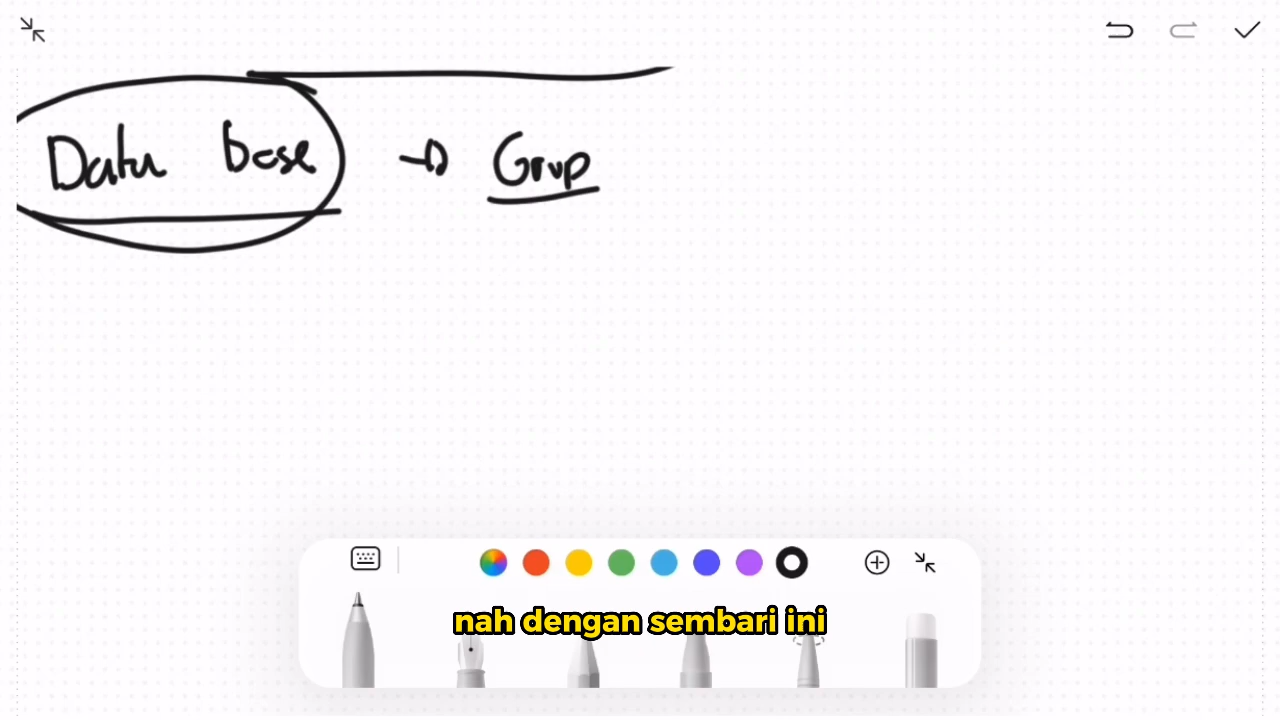 Data base → Grup
nah dengan sembari ini